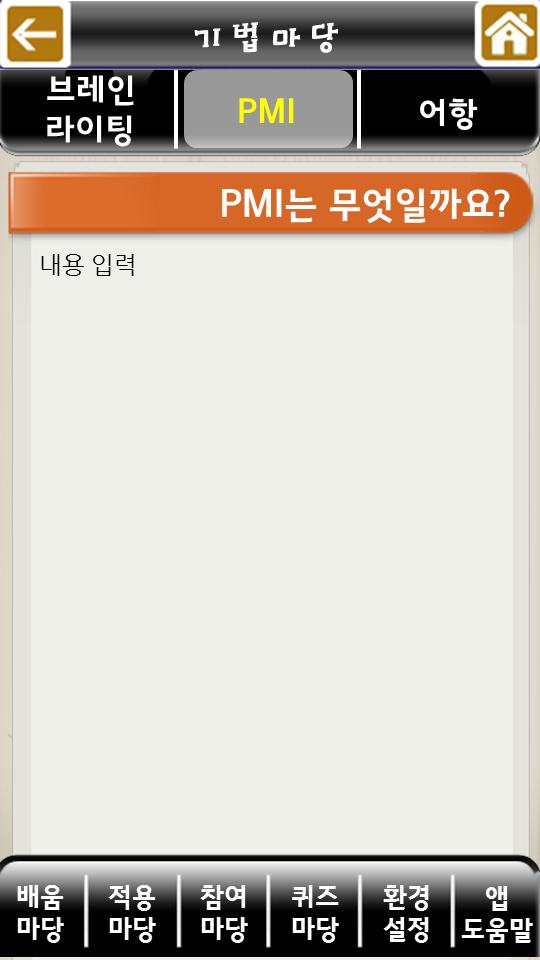 기법마당
브레인
라이팅
PMI
어항
PMI는 무엇일까요?
내용 입력
배움
마당
적용
마당
참여
마당
퀴즈
마당
환경
설정
앱
도움말